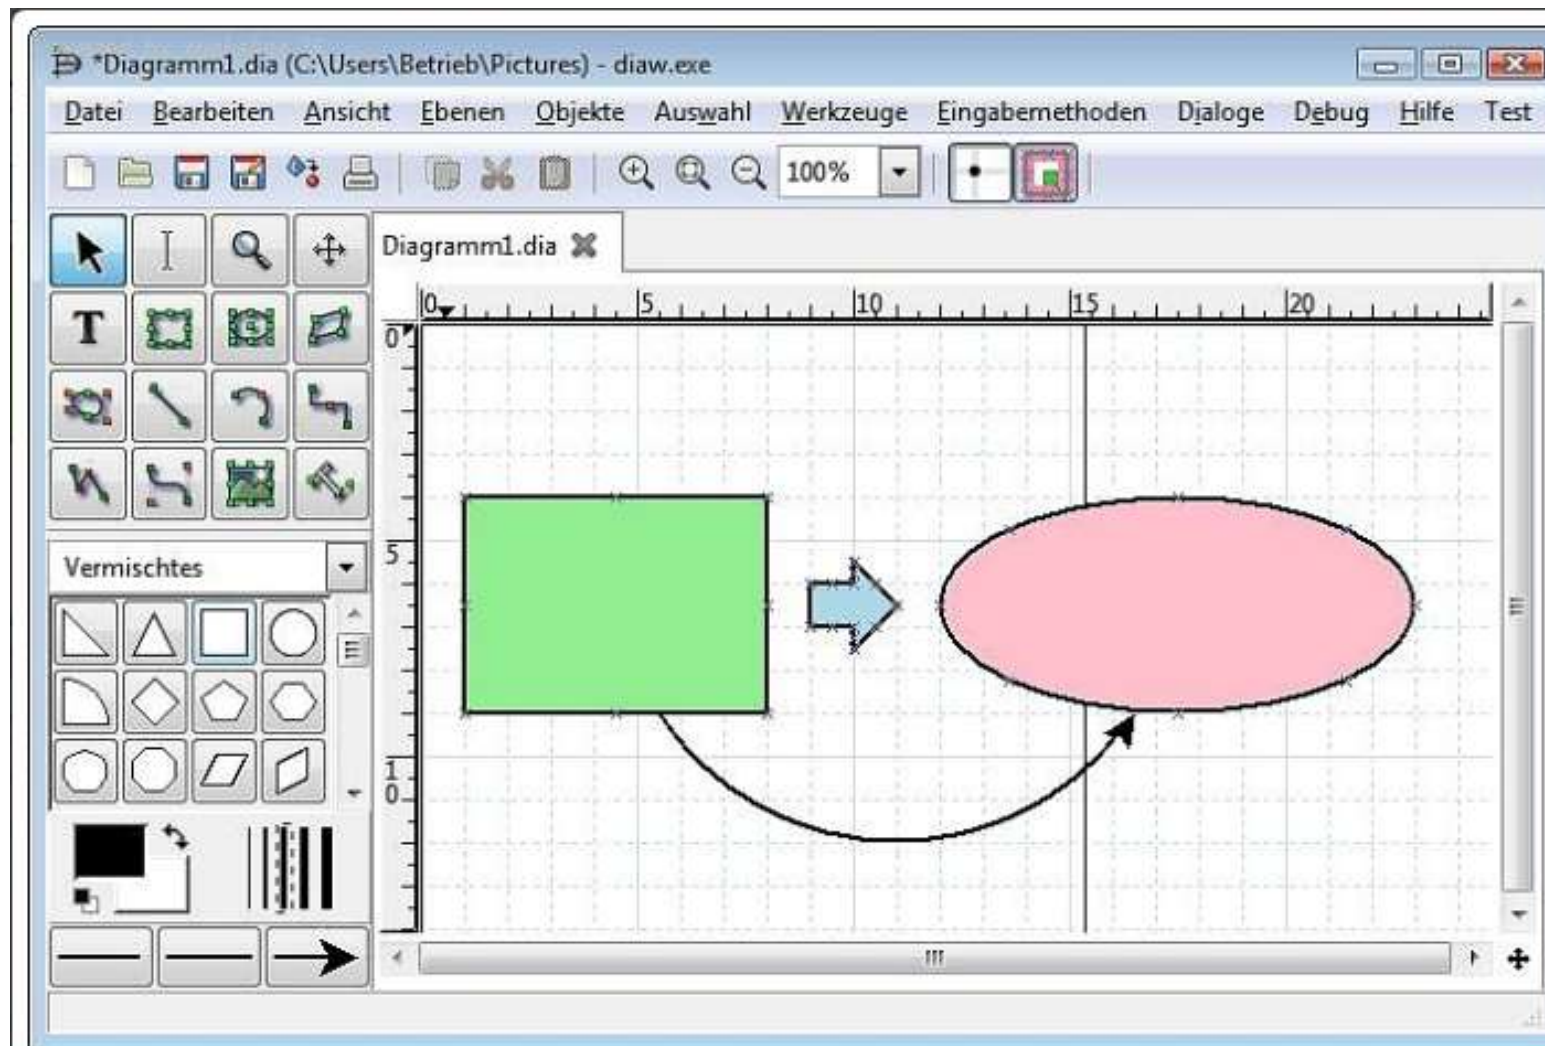 *Diagramm1.dia (C:\Users\Betrieb\Pictures) - diaw.exe
Datei Bearbeiten Ansicht Ebenen Objekte Auswahl Werkzeuge Eingabemethoden Dialoge Debug Hilfe Test
100%
Diagramm1.dia
T
0 5 10 15 20
0
5
10
Vermischtes